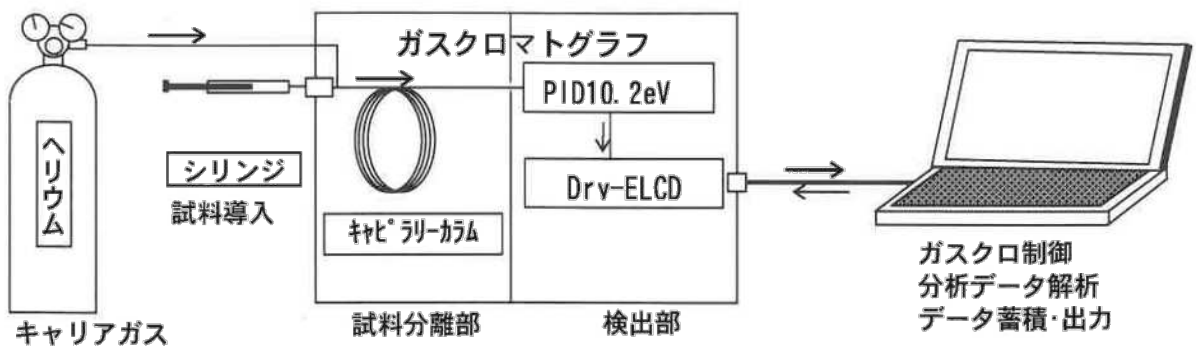 ガスクロマトグラフ
PID10.2eV
ヘリウム
シリンジ
試料導入
Dry-ELCD
キャピラリーカラム
ガスクロ制御
分析データ解析
データ蓄積・出力
キャリアガス
試料分離部
検出部